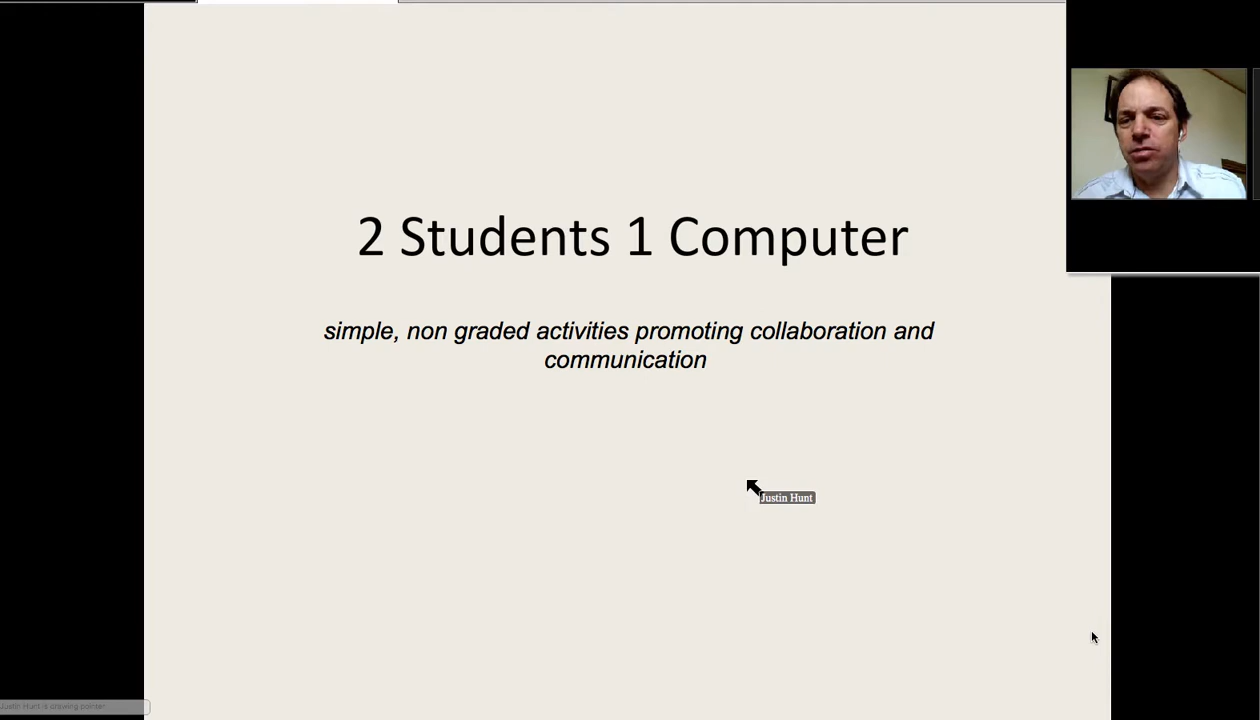 2 Students 1 Computer
simple, non graded activities promoting collaboration and
communication
Justin Hunt
Justin Hunt is drawing pointer